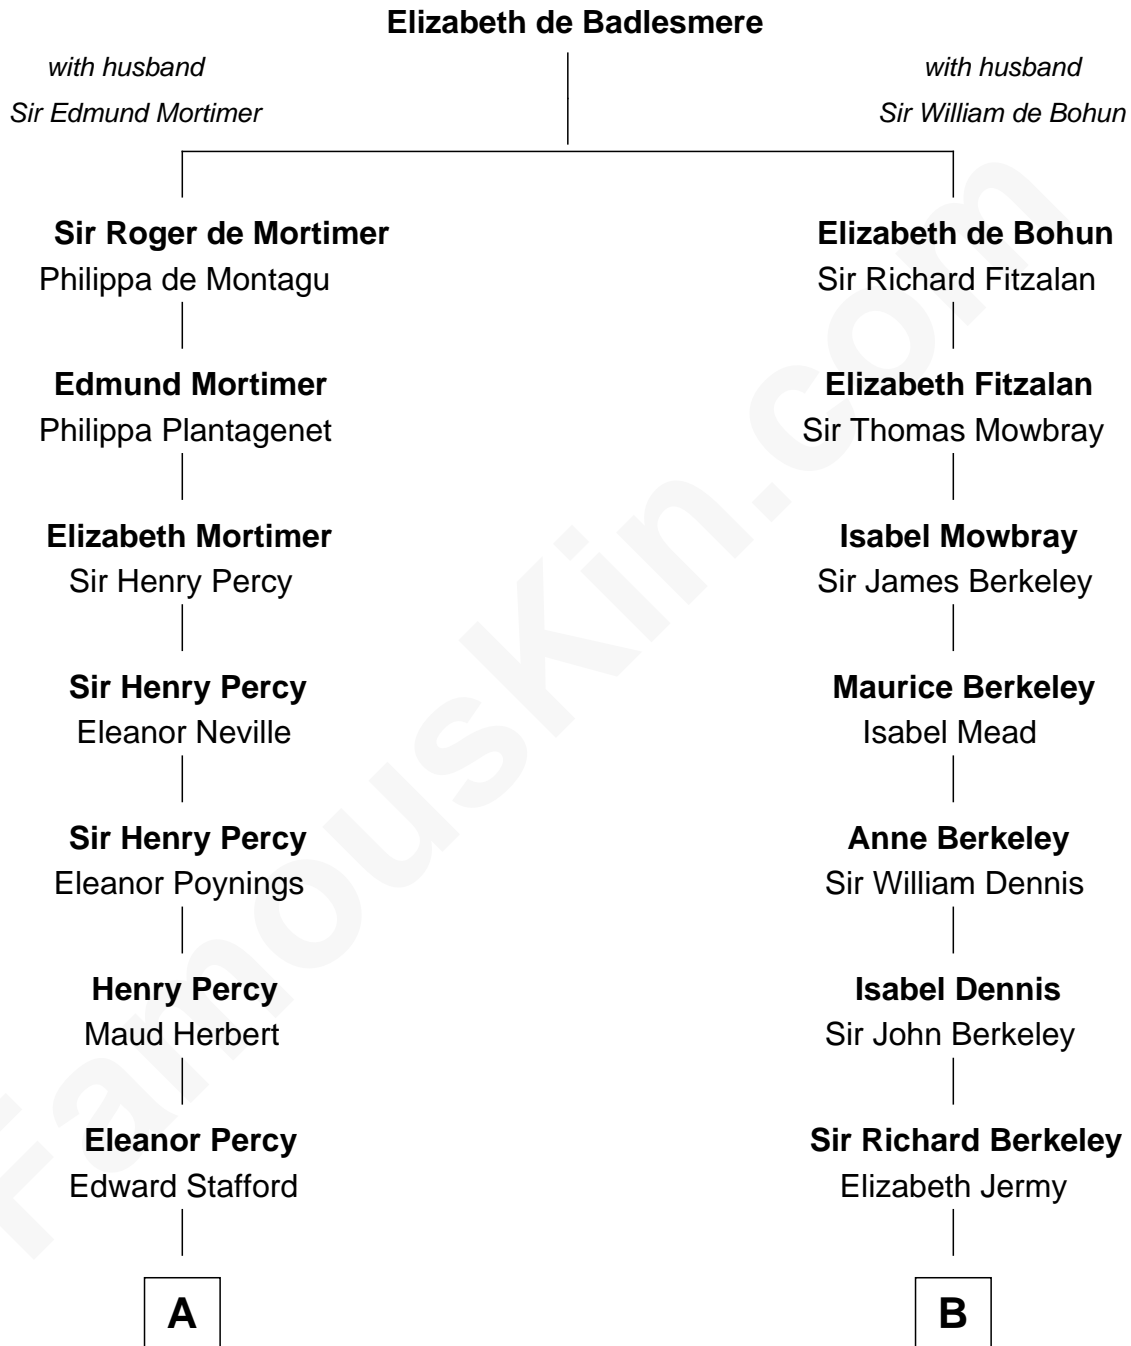 Elizabeth de Badlesmere
with husband
Sir Edmund Mortimer
with husband
Sir William de Bohun
Sir Roger de Mortimer
Philippa de Montagu
Edmund Mortimer
Philippa Plantagenet
Elizabeth Mortimer
Sir Henry Percy
Sir Henry Percy
Eleanor Neville
Sir Henry Percy
Eleanor Poynings
Henry Percy
Maud Herbert
Eleanor Percy
Edward Stafford
A
Elizabeth de Bohun
Sir Richard Fitzalan
Elizabeth Fitzalan
Sir Thomas Mowbray
Isabel Mowbray
Sir James Berkeley
Maurice Berkeley
Isabel Mead
Anne Berkeley
Sir William Dennis
Isabel Dennis
Sir John Berkeley
Sir Richard Berkeley
Elizabeth Jermy
B
FamousKin.com